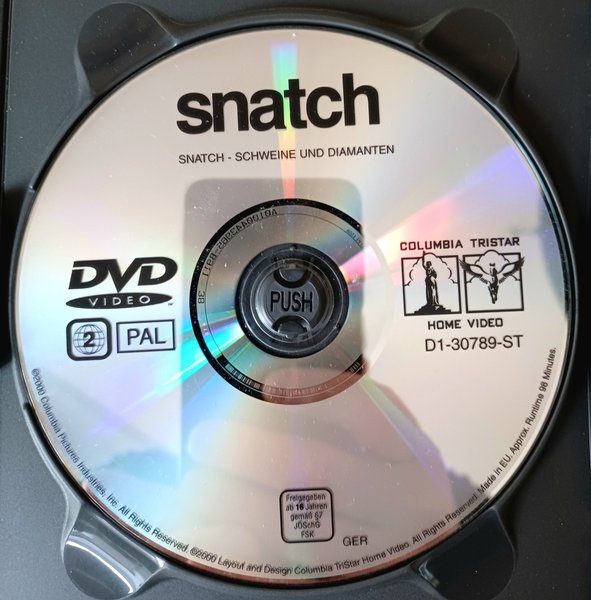 snatch
SNATCH - SCHWEINE UND DIAMANTEN
DVD
VIDEO
TM
2
PAL
PUSH
COLUMBIA TRISTAR
HOME VIDEO
D1-30789-ST
Freigegeben
ab 16 Jahren
gemäß §7
JÖSchG
FSK
GER
©2000 Columbia Pictures Industries, Inc. All Rights Reserved. ©2000 Layout and Design Columbia TriStar Home Video. All Rights Reserved. Made in EU. Approx. Runtime 98 Minutes.